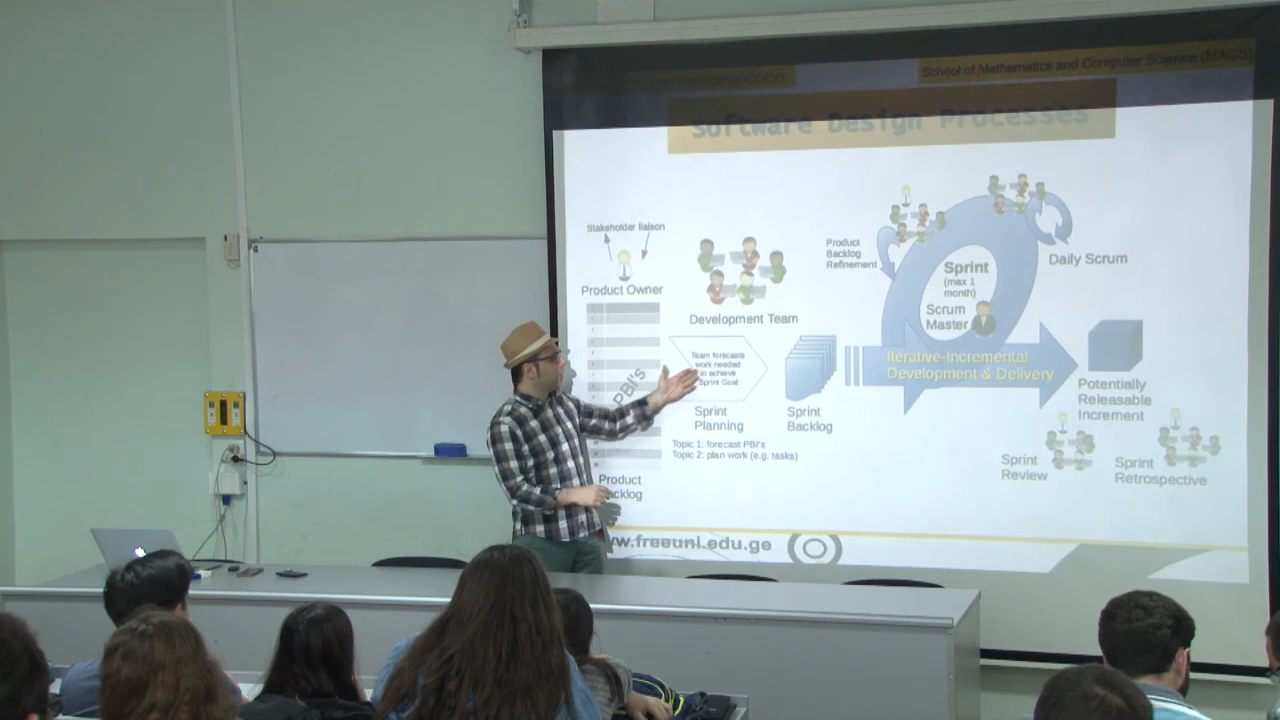 School of Mathematics and Computer Science (MACS)
Software Design Processes
Stakeholder liaison
Product Owner
Development Team
PBI's
Team forecasts
work needed
to achieve
Sprint Goal
Sprint
Planning
Topic 1: forecast PBI's
Topic 2: plan work (e.g. tasks)
Sprint
Backlog
Product
Backlog
Product
Backlog
Refinement
Sprint
(max 1
month)
Scrum
Master
Daily Scrum
Iterative-Incremental
Development & Delivery
Potentially
Releasable
Increment
Sprint
Review
Sprint
Retrospective
www.freeuni.edu.ge